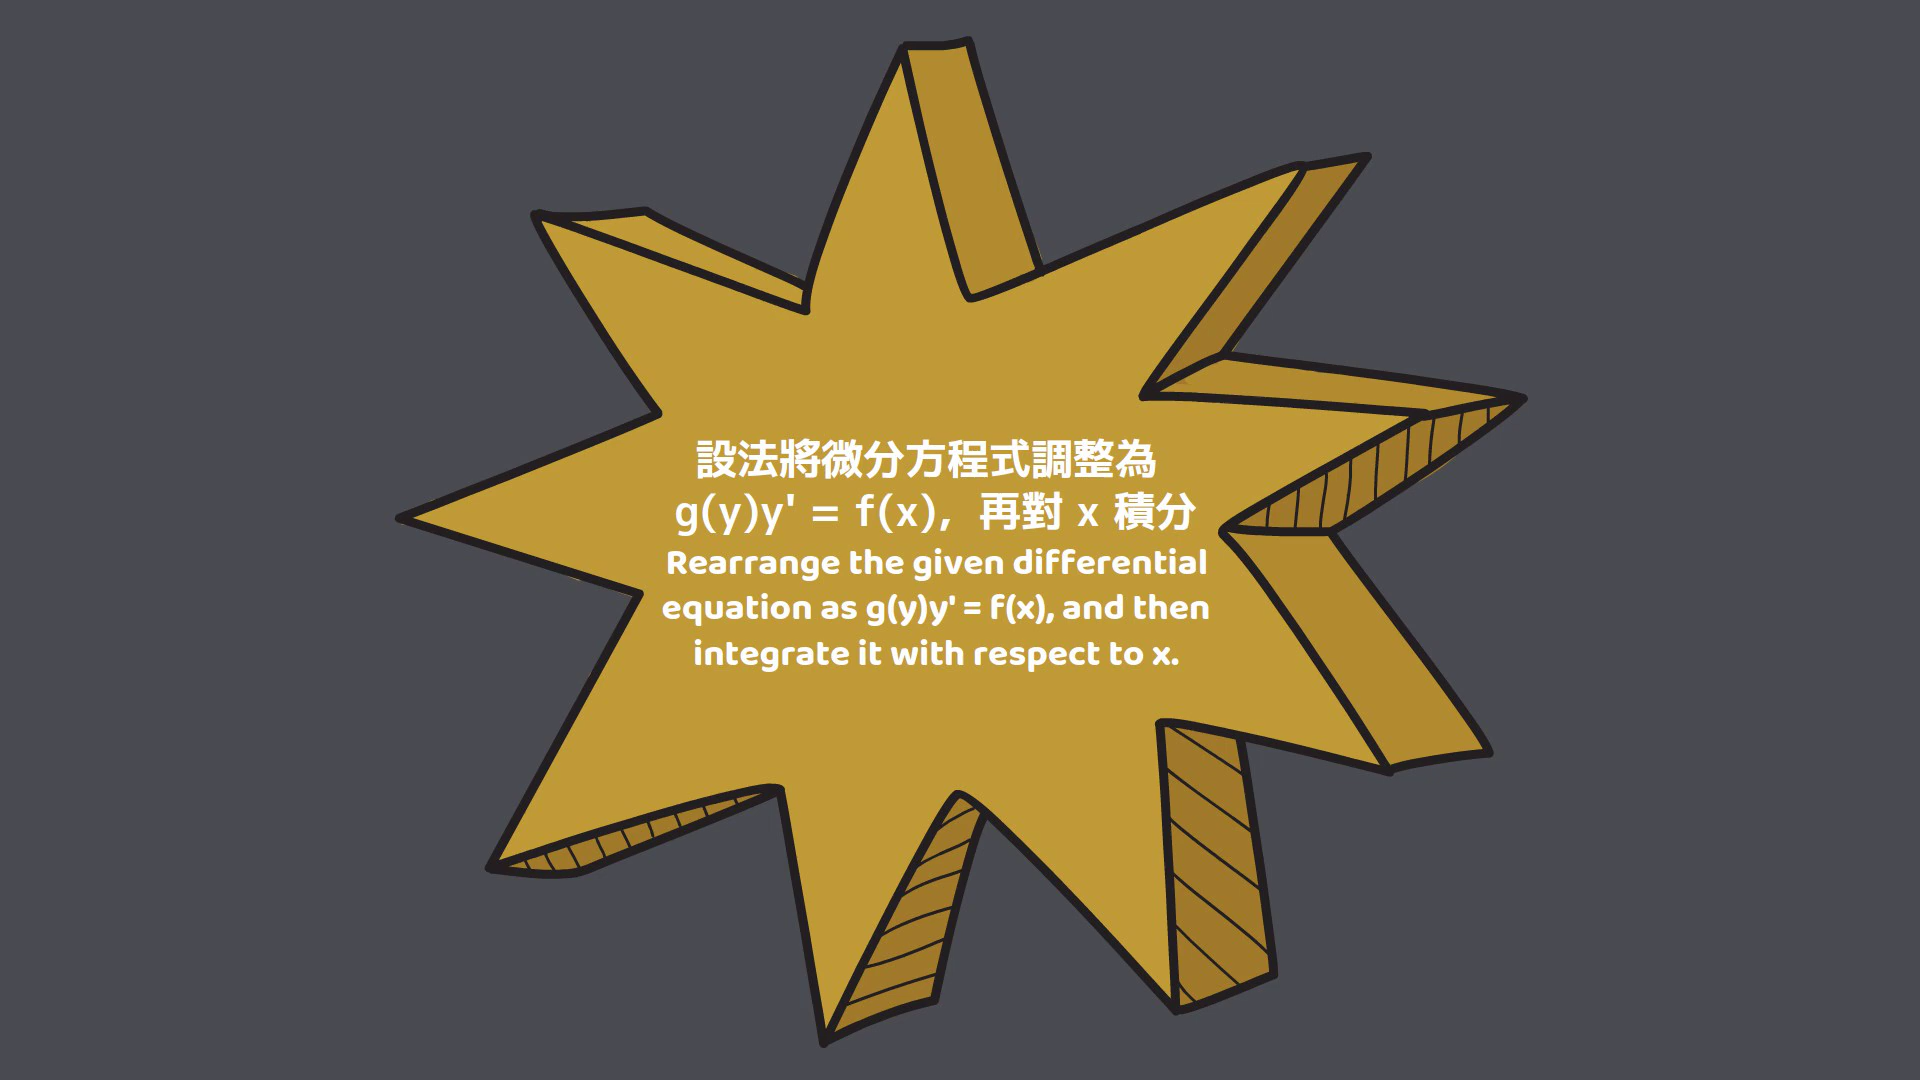 設法將微分方程式調整為
g(y)y' = f(x), 再對 x 積分
Rearrange the given differential
equation as g(y)y' = f(x), and then
integrate it with respect to x.